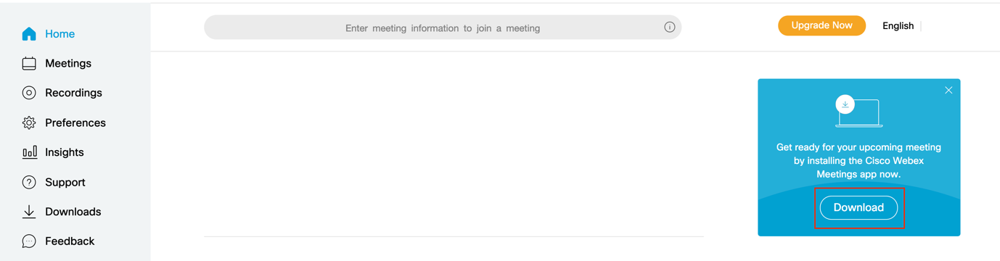 Home
Meetings
Recordings
Preferences
Insights
Support
Downloads
Feedback
Enter meeting information to join a meeting
Upgrade Now
English
Get ready for your upcoming meeting
by installing the Cisco Webex
Meetings app now.
Download